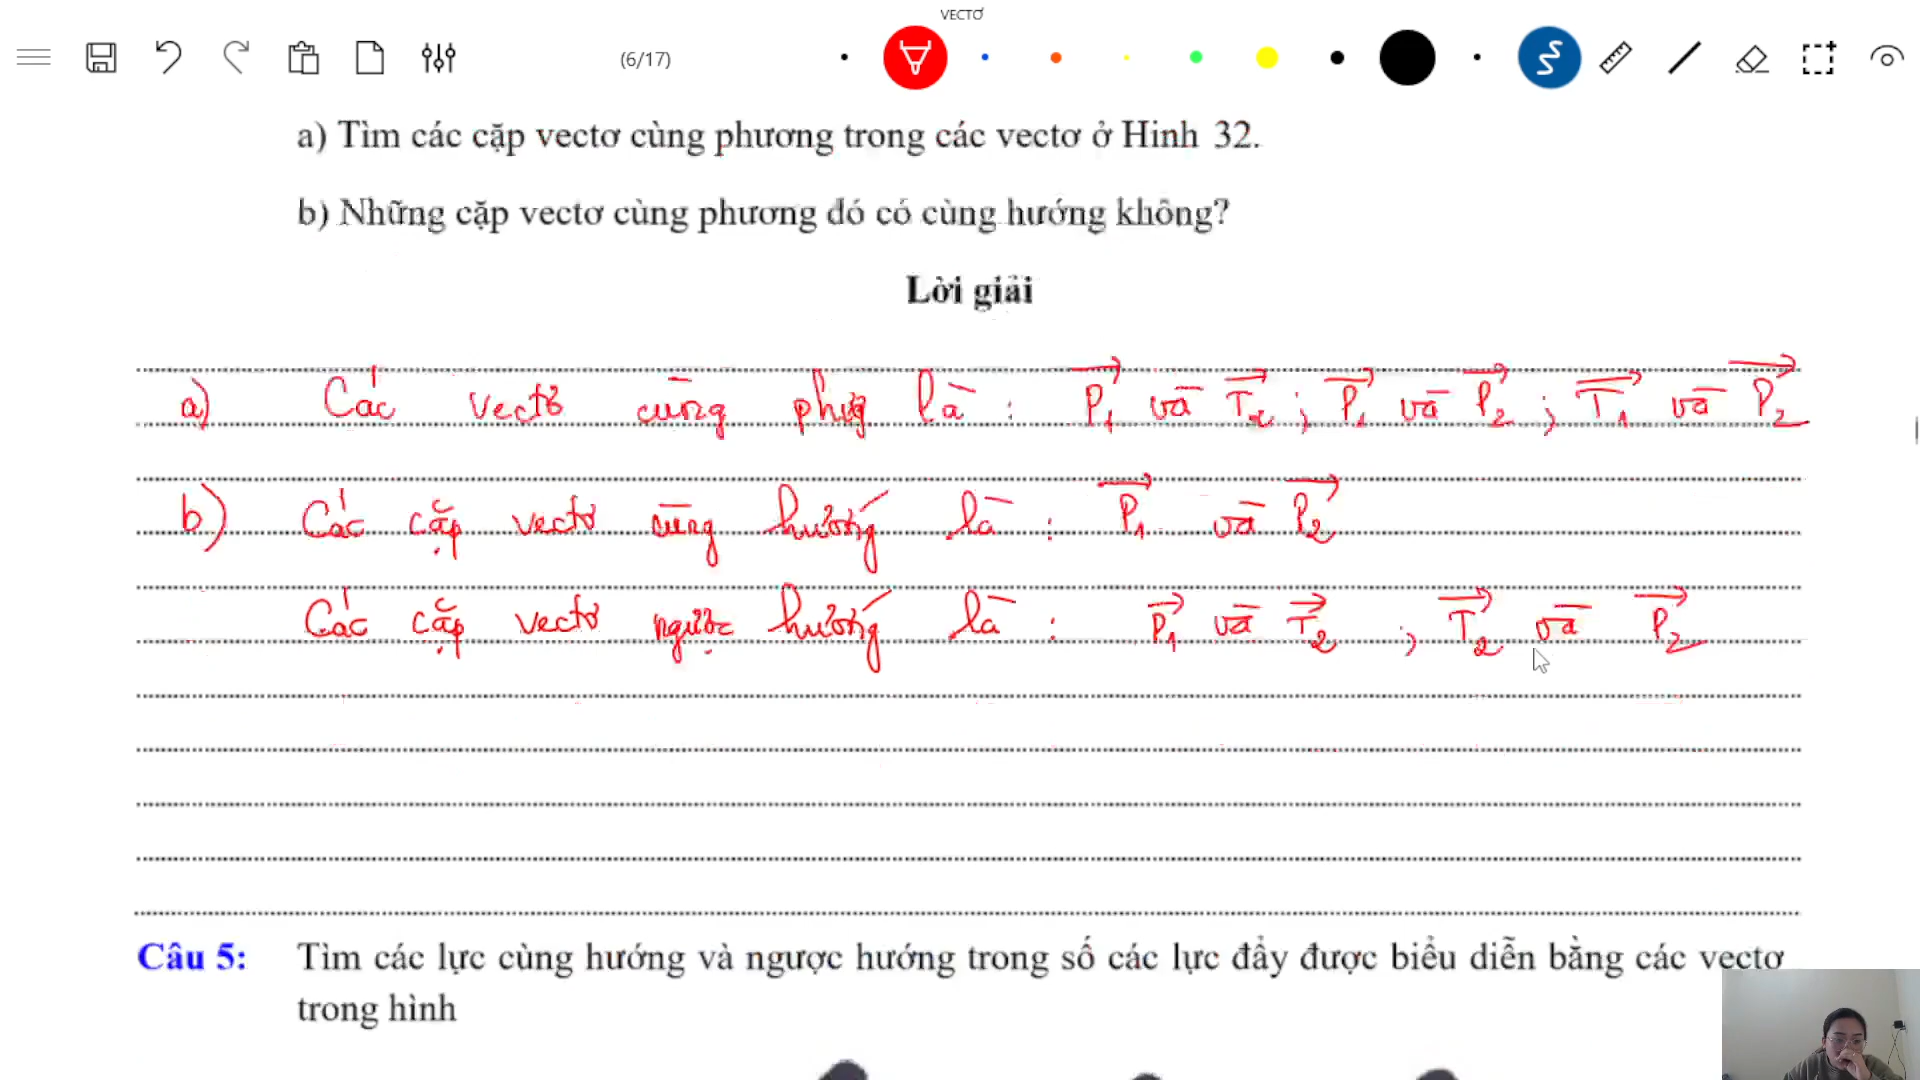 VECTƠ
(6/17)
a) Tìm các cặp vectơ cùng phương trong các vectơ ở Hình 32.
b) Những cặp vectơ cùng phương đó có cùng hướng không?
Lời giải
a) Các vectơ cùng phương là : P₁ và T₂ ; P₁ và P₂ ; T₁ và P₂
b) Các cặp vectơ cùng hướng là : P₁ và P₂
Các cặp vectơ ngược hướng là : P₁ và T₂ ; T₂ và P₂
Câu 5: Tìm các lực cùng hướng và ngược hướng trong số các lực đẩy được biểu diễn bằng các vectơ
trong hình